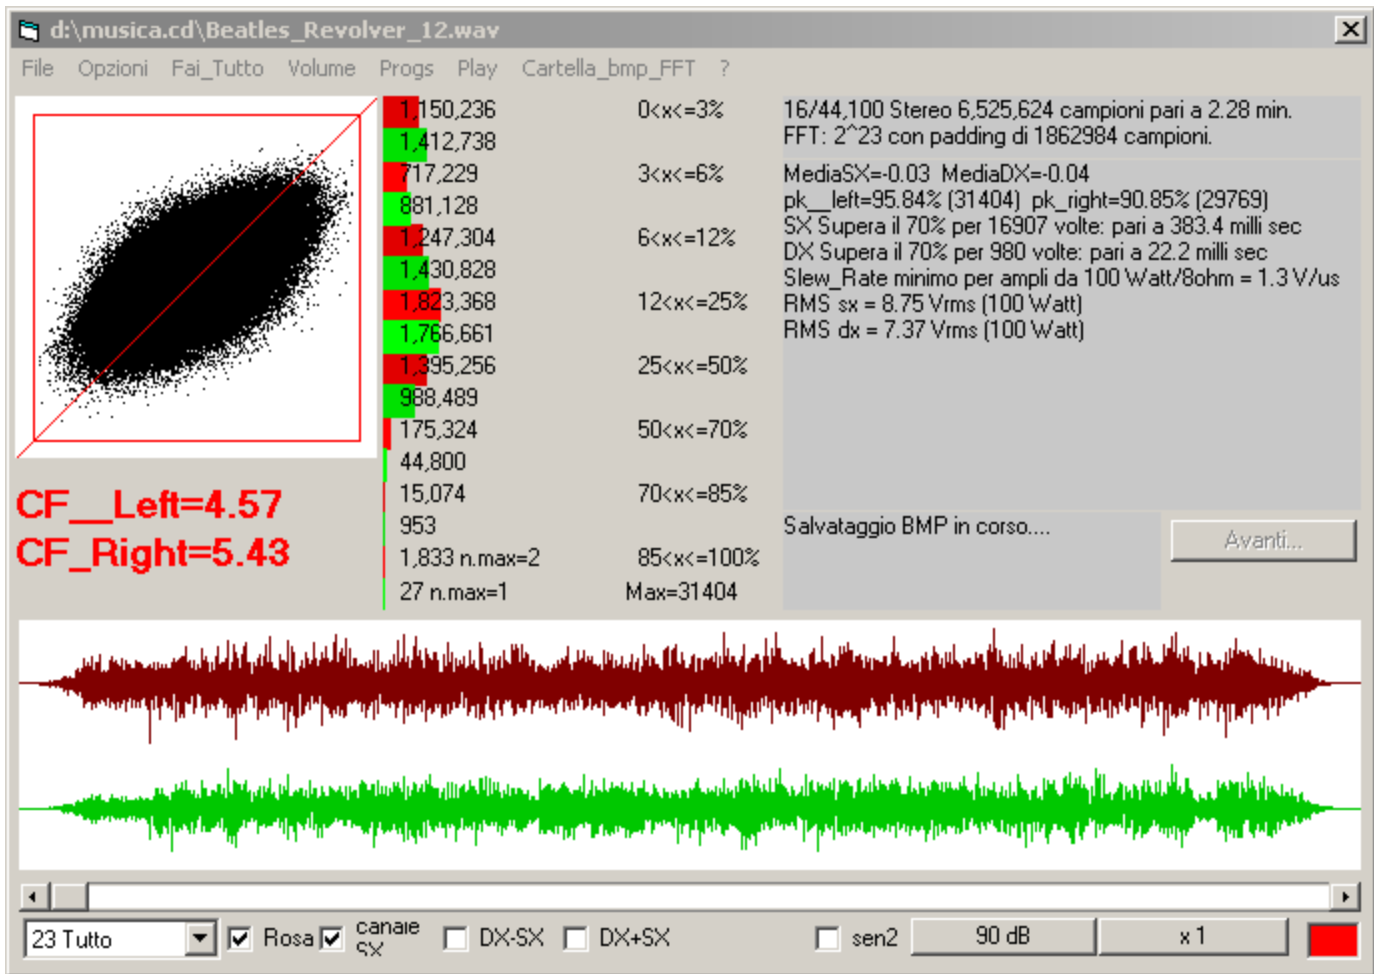 d:\musica.cd\Beatles_Revolver_12.wav
File Opzioni Fai_Tutto Volume Progs Play Cartella_bmp_FFT ?
1,150,236 0<x<=3%
1,412,738
717,229 3<x<=6%
881,128
1,247,304 6<x<=12%
1,430,828
1,823,368 12<x<=25%
1,766,661
1,395,256 25<x<=50%
988,489
175,324 50<x<=70%
44,800
15,074 70<x<=85%
953
1,833 n.max=2 85<x<=100%
27 n.max=1 Max=31404
16/44,100 Stereo 6,525,624 campioni pari a 2.28 min.
FFT: 2^23 con padding di 1862984 campioni.
MediaSX=-0.03 MediaDX=-0.04
pk__left=95.84% (31404) pk_right=90.85% (29769)
SX Supera il 70% per 16907 volte: pari a 383.4 milli sec
DX Supera il 70% per 980 volte: pari a 22.2 milli sec
Slew_Rate minimo per ampli da 100 Watt/8ohm = 1.3 V/us
RMS sx = 8.75 Vrms (100 Watt)
RMS dx = 7.37 Vrms (100 Watt)
CF__Left=4.57
CF_Right=5.43
Salvataggio BMP in corso....
Avanti...
23 Tutto Rosa canale SX DX-SX DX+SX sen2 90 dB x 1